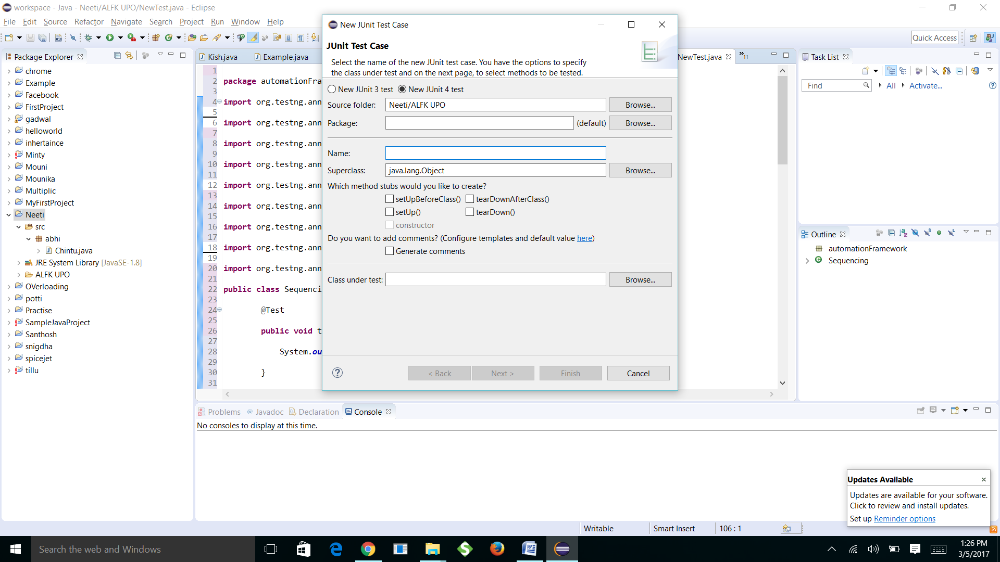 workspace - Java - Neeti/ALFK UPO/NewTest.java - Eclipse
File Edit Source Refactor Navigate Search Project Run Window Help
Quick Access
Package Explorer
chrome
Example
Facebook
FirstProject
gadwal
helloworld
inhertaince
Minty
Mouni
Mounika
Multiplic
MyFirstProject
Neeti
src
abhi
Chintu.java
JRE System Library [JavaSE-1.8]
ALFK UPO
OVerloading
potti
Practise
SampleJavaProject
Santhosh
snigdha
spicejet
tillu
Kish.java Example.java NewTest.java »11
1
2 package automationFra
3
4 import org.testng.ann
5
6 import org.testng.ann
7
8 import org.testng.ann
9
10 import org.testng.ann
11
12 import org.testng.ann
13
14 import org.testng.ann
15
16 import org.testng.ann
17
18 import org.testng.ann
19
20 import org.testng.ann
21
22 public class Sequenci
23
24 @Test
25
26 public void t
27
28 System.ou
29
30 }
31
New JUnit Test Case
JUnit Test Case
Select the name of the new JUnit test case. You have the options to specify
the class under test and on the next page, to select methods to be tested.
New JUnit 3 test New JUnit 4 test
Source folder: Neeti/ALFK UPO Browse...
Package: (default) Browse...
Name:
Superclass: java.lang.Object Browse...
Which method stubs would you like to create?
setUpBeforeClass() tearDownAfterClass()
setUp() tearDown()
constructor
Do you want to add comments? (Configure templates and default value here)
Generate comments
Class under test: Browse...
? < Back Next > Finish Cancel
Task List
Find All Activate... ?
Outline
automationFramework
Sequencing
Problems @ Javadoc Declaration Console
No consoles to display at this time.
Updates Available
Updates are available for your software.
Click to review and install updates.
Set up Reminder options
Writable Smart Insert 106 : 1
Search the web and Windows
1:26 PM
3/5/2017